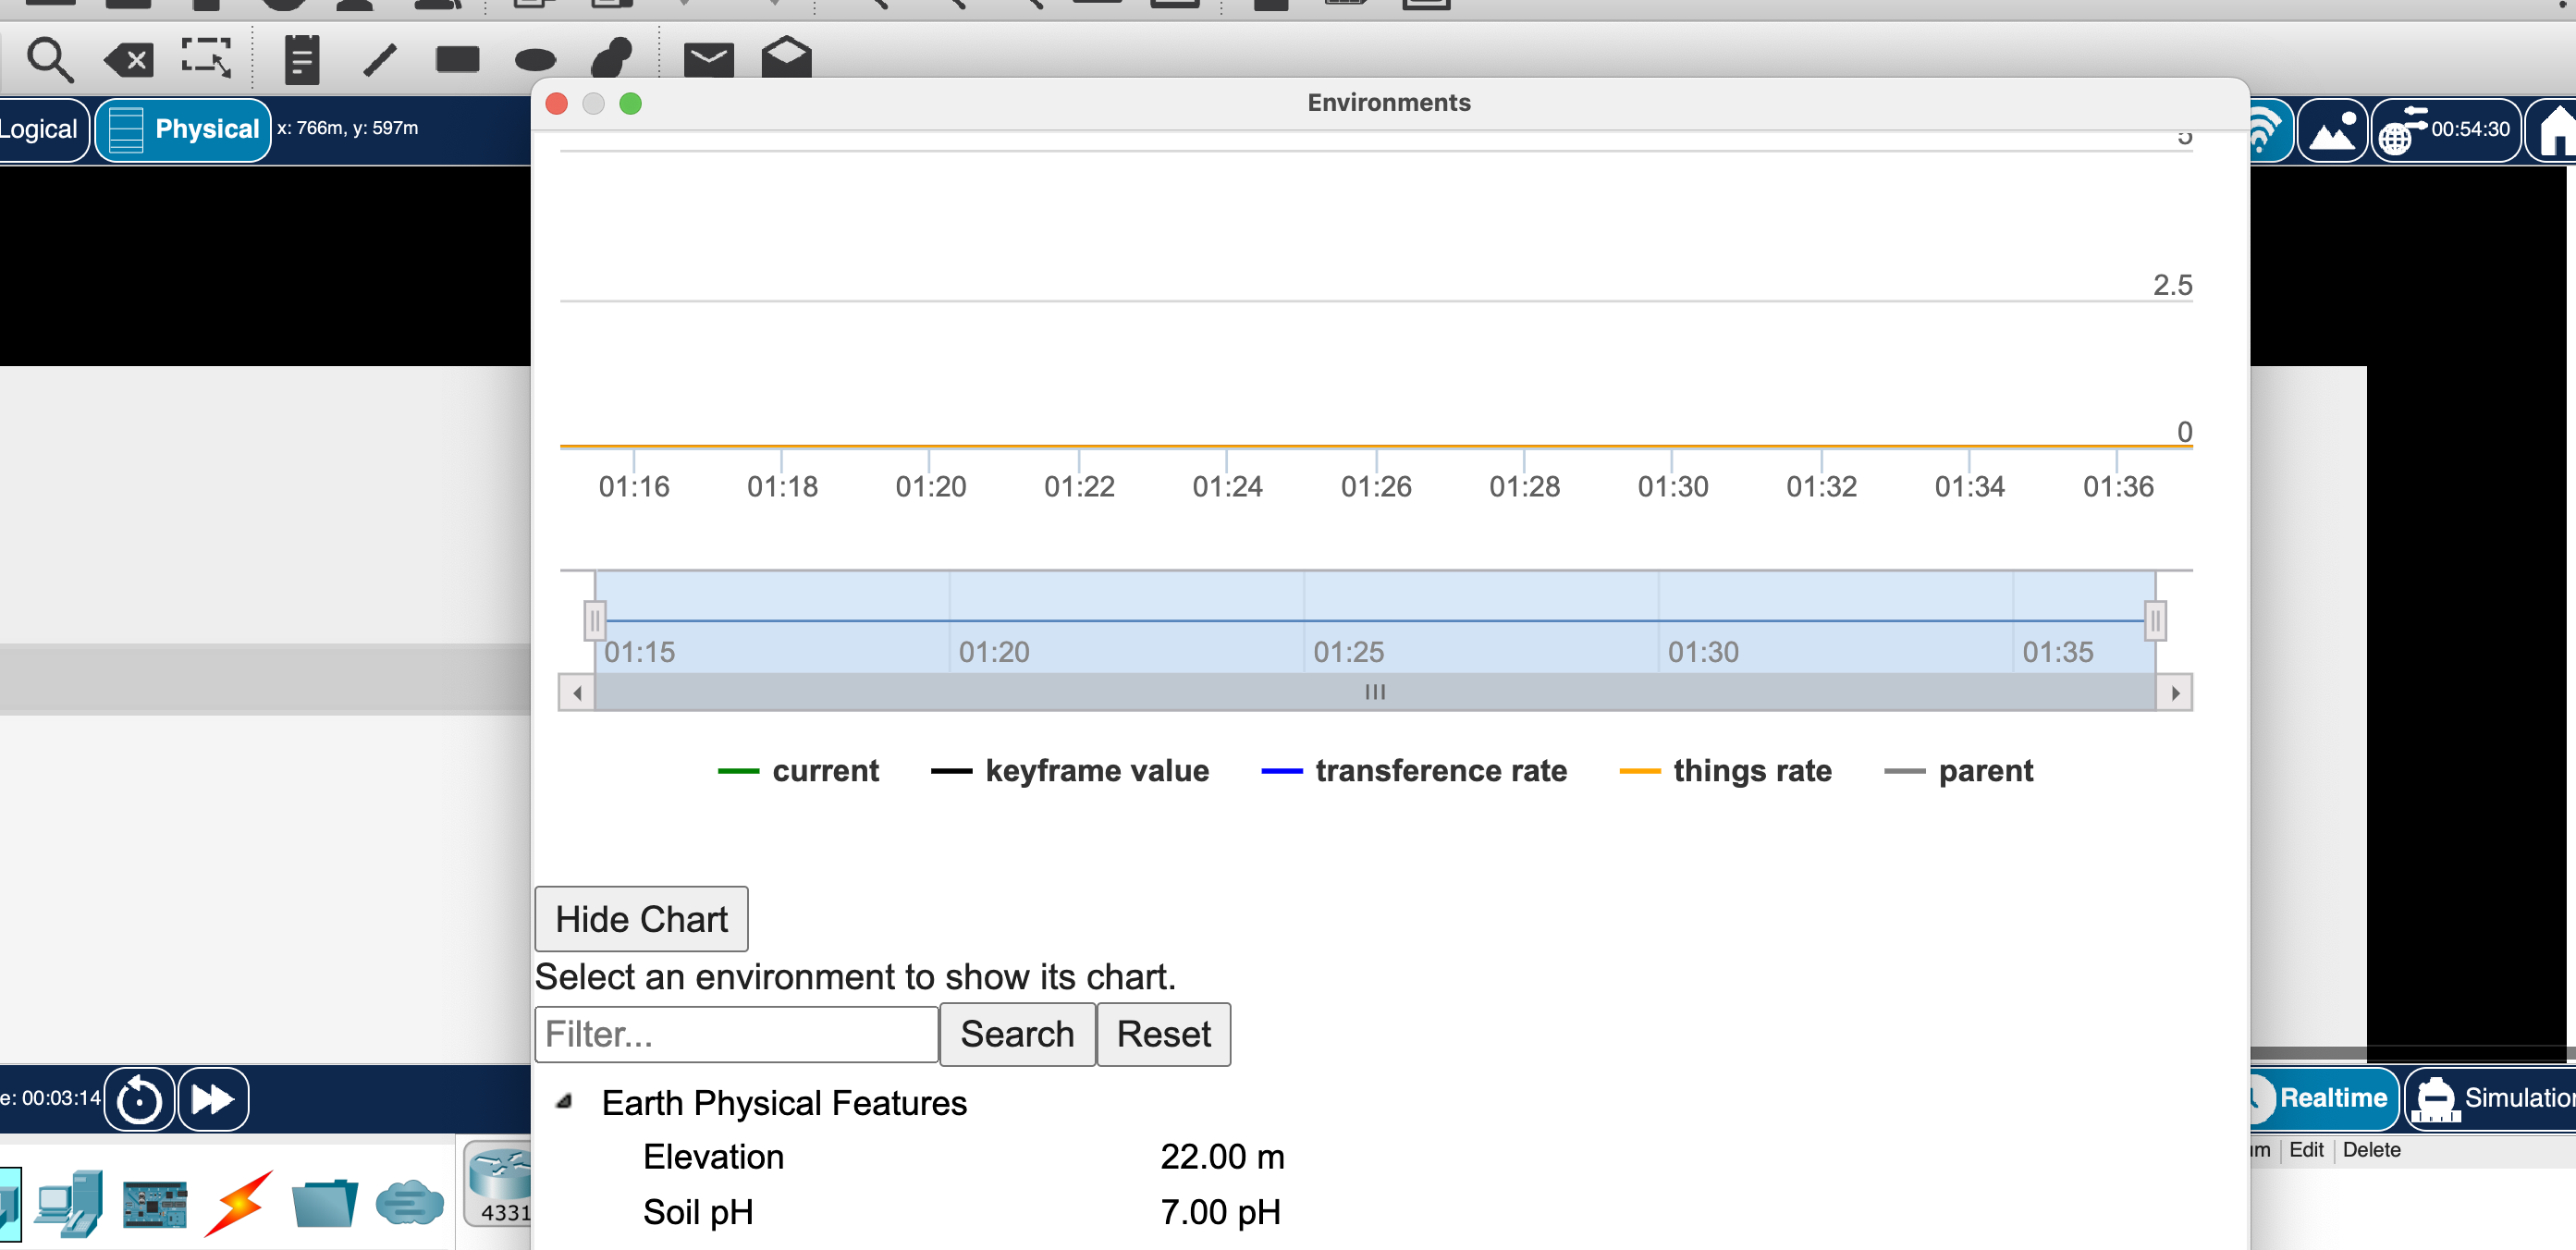 Environments
Logical
Physical
x: 766m, y: 597m
00:54:30
5
2.5
0
01:16 01:18 01:20 01:22 01:24 01:26 01:28 01:30 01:32 01:34 01:36
01:15 01:20 01:25 01:30 01:35
current keyframe value transference rate things rate parent
Hide Chart
Select an environment to show its chart.
Filter... Search Reset
Earth Physical Features
Elevation 22.00 m
Soil pH 7.00 pH
e: 00:03:14
Realtime
Simulatio
Edit Delete
4331